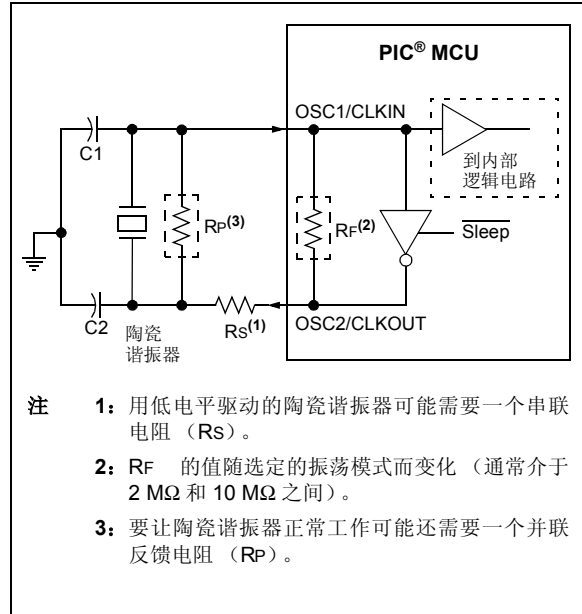 PIC® MCU
OSC1/CLKIN
C1
到内部
逻辑电路
RP(3)
RF(2)
Sleep
C2
陶瓷
谐振器
RS(1)
OSC2/CLKOUT
注 1： 用低电平驱动的陶瓷谐振器可能需要一个串联
电阻 （RS）。
2： RF 的值随选定的振荡模式而变化 （通常介于
2 MΩ 和 10 MΩ 之间）。
3： 要让陶瓷谐振器正常工作可能还需要一个并联
反馈电阻 （RP）。